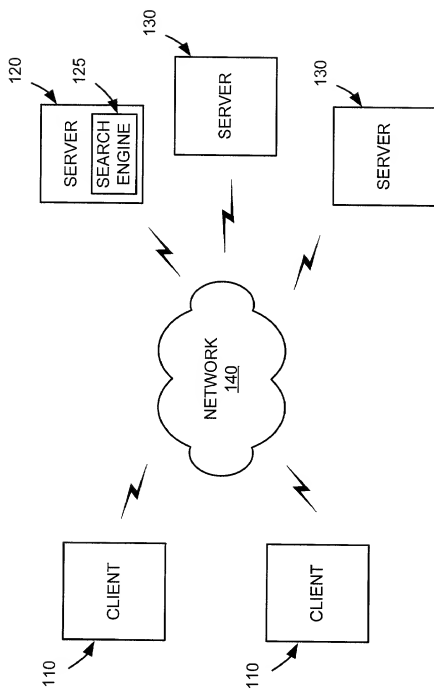 120
SERVER
125
SEARCH
ENGINE
130
SERVER
130
SERVER
NETWORK
140
CLIENT
110
CLIENT
110